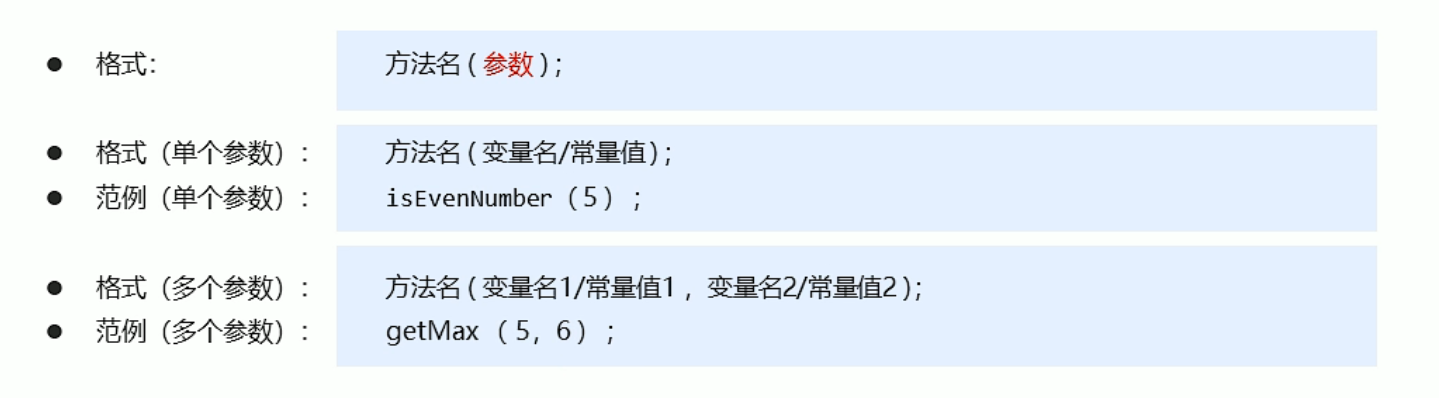 ● 格式： 方法名 ( 参数 ) ;
● 格式（单个参数）： 方法名 ( 变量名/常量值 ) ;
● 范例（单个参数）： isEvenNumber（5）;
● 格式（多个参数）： 方法名 ( 变量名1/常量值1 ，变量名2/常量值2 );
● 范例（多个参数）： getMax（5，6）;